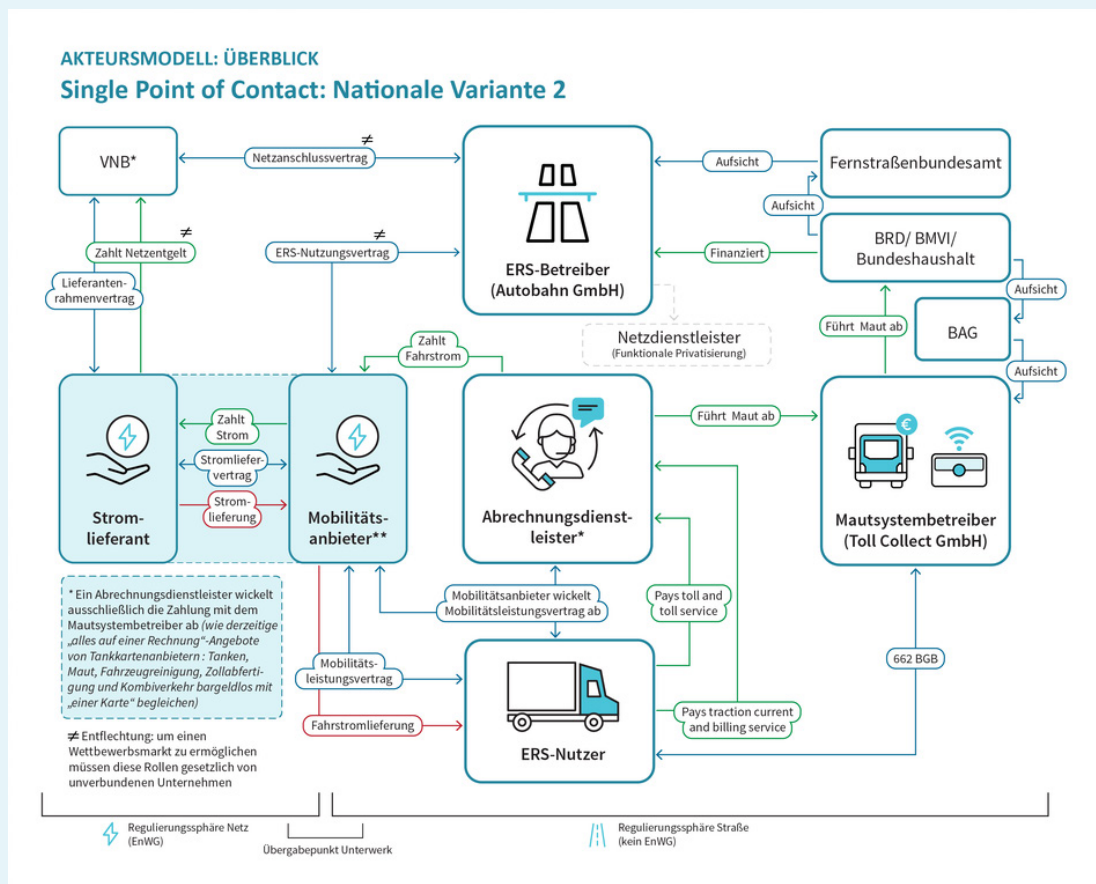 AKTEURSMODELL: ÜBERBLICK
Single Point of Contact: Nationale Variante 2
VNB*
≠
Netzanschlussvertrag
Aufsicht
Fernstraßenbundesamt
Aufsicht
≠
Zahlt Netzentgelt
≠
ERS-Nutzungsvertrag
ERS-Betreiber
(Autobahn GmbH)
Finanziert
BRD/ BMVI/
Bundeshaushalt
Lieferanten-
rahmenvertrag
Aufsicht
Netzdienstleister
(Funktionale Privatisierung)
Führt Maut ab
BAG
Zahlt
Fahrstrom
Aufsicht
Zahlt
Strom
Stromliefer-
vertrag
Strom-
lieferung
Strom-
lieferant
Mobilitäts-
anbieter**
Abrechnungsdienst-
leister*
Führt Maut ab
€
Mautsystembetreiber
(Toll Collect GmbH)
* Ein Abrechnungsdienstleister wickelt
ausschließlich die Zahlung mit dem
Mautsystembetreiber ab (wie derzeitige
„alles auf einer Rechnung“-Angebote
von Tankkartenanbietern : Tanken,
Maut, Fahrzeugreinigung, Zollabferti-
gung und Kombiverkehr bargeldlos mit
„einer Karte“ begleichen)
Mobilitätsanbieter wickelt
Mobilitätsleistungsvertrag ab
Pays toll and
toll service
Mobilitäts-
leistungsvertrag
662 BGB
Fahrstromlieferung
Pays traction current
and billing service
ERS-Nutzer
≠ Entflechtung: um einen
Wettbewerbsmarkt zu ermöglichen
müssen diese Rollen gesetzlich von
unverbundenen Unternehmen
Regulierungssphäre Netz
(EnWG)
Übergabepunkt Unterwerk
Regulierungssphäre Straße
(kein EnWG)